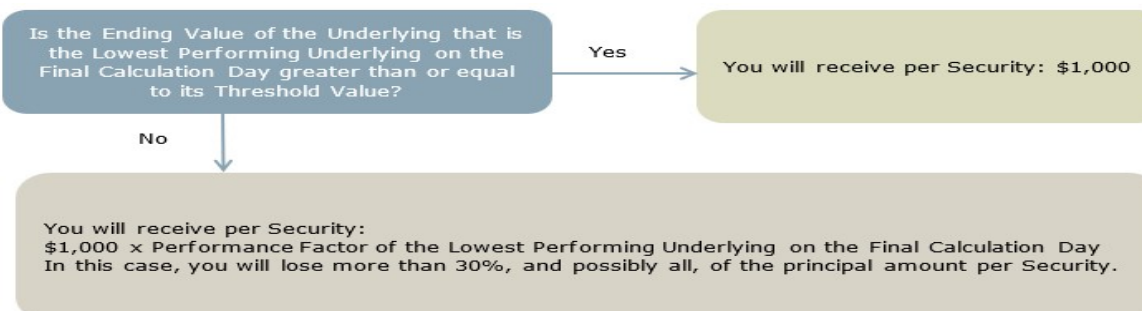 Is the Ending Value of the Underlying that is
the Lowest Performing Underlying on the
Final Calculation Day greater than or equal
to its Threshold Value?
Yes
You will receive per Security: $1,000
No
You will receive per Security:
$1,000 x Performance Factor of the Lowest Performing Underlying on the Final Calculation Day
In this case, you will lose more than 30%, and possibly all, of the principal amount per Security.